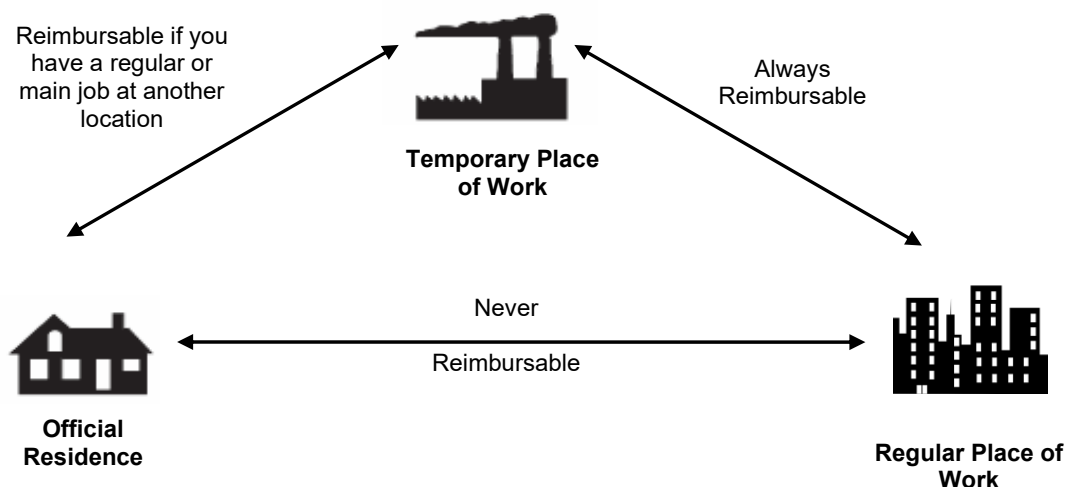 Reimbursable if you
have a regular or
main job at another
location
Always
Reimbursable
Temporary Place
of Work
Never
Reimbursable
Official
Residence
Regular Place of
Work